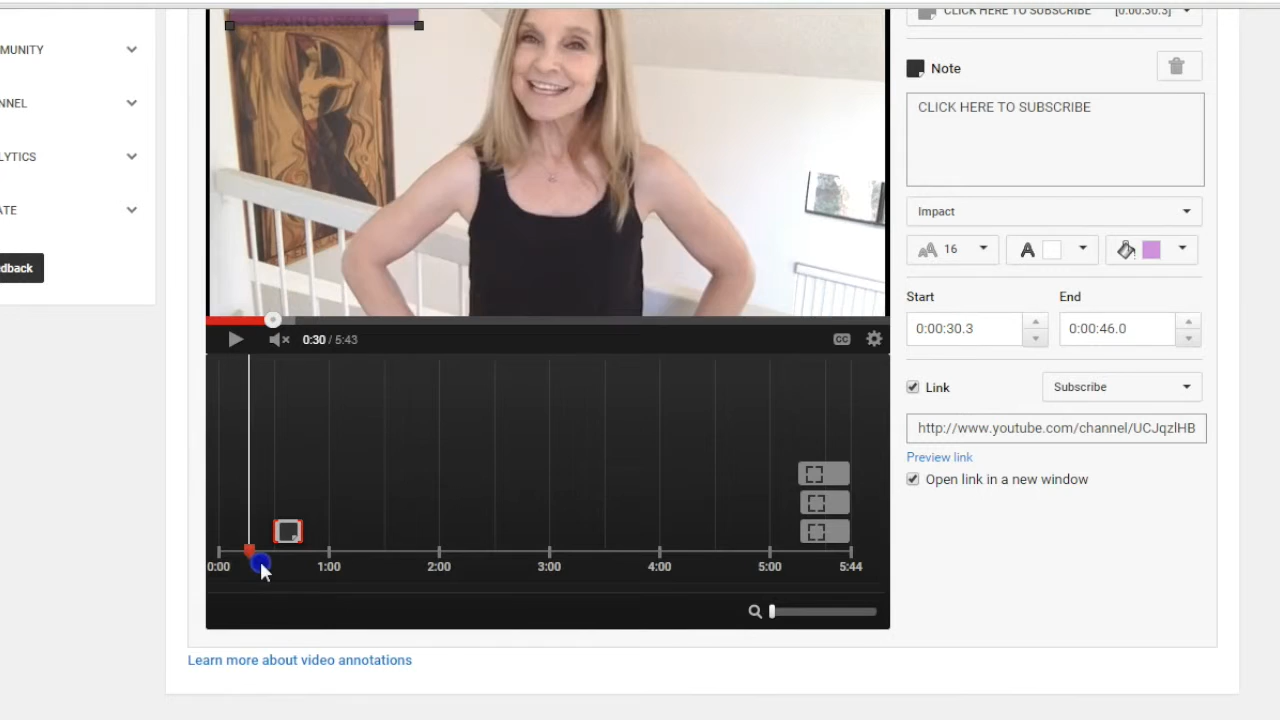 MUNITY
CLICK HERE TO SUBSCRIBE [0:00:30.3]
NNEL
Note
LYTICS
CLICK HERE TO SUBSCRIBE
ATE
Impact
16
edback
Start End
0:00:30.3 0:00:46.0
0:30 / 5:43
CC
Link Subscribe
http://www.youtube.com/channel/UCJqzlHB
Preview link
Open link in a new window
0:00 1:00 2:00 3:00 4:00 5:00 5:44
Learn more about video annotations